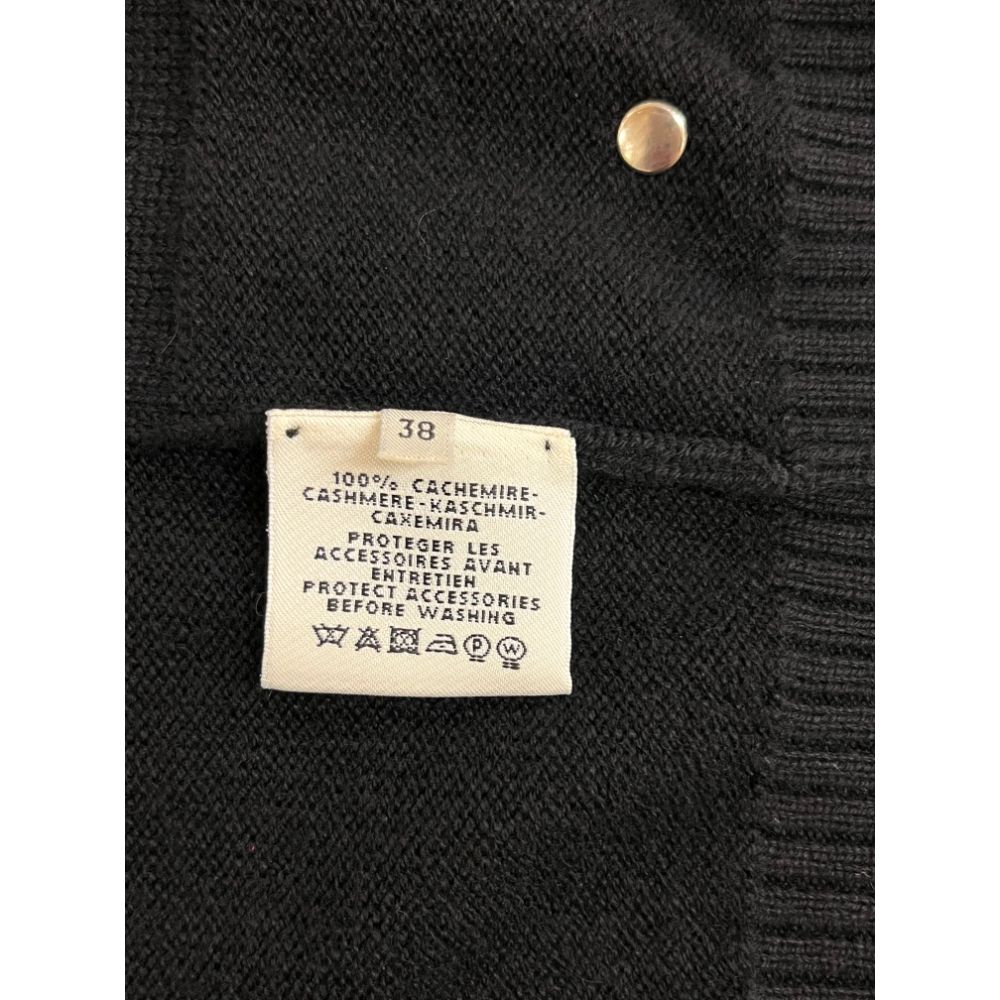 38
100% CACHEMIRE-
CASHMERE-KASCHMIR-
CAXEMIRA
PROTEGER LES
ACCESSOIRES AVANT
ENTRETIEN
PROTECT ACCESSORIES
BEFORE WASHING
P W